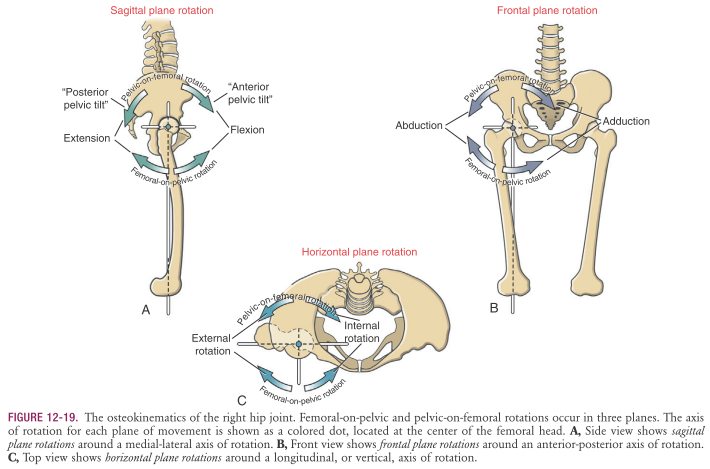 Sagittal plane rotation
Pelvic-on-femoral rotation
"Posterior
pelvic tilt"
"Anterior
pelvic tilt"
Extension
Flexion
Femoral-on-pelvic rotation
A
Frontal plane rotation
Pelvic-on-femoral rotation
Abduction
Adduction
Femoral-on-pelvic rotation
B
Horizontal plane rotation
Pelvic-on-femoral rotation
External
rotation
Internal
rotation
Femoral-on-pelvic rotation
C
FIGURE 12-19. The osteokinematics of the right hip joint. Femoral-on-pelvic and pelvic-on-femoral rotations occur in three planes. The axis
of rotation for each plane of movement is shown as a colored dot, located at the center of the femoral head. A, Side view shows sagittal
plane rotations around a medial-lateral axis of rotation. B, Front view shows frontal plane rotations around an anterior-posterior axis of rotation.
C, Top view shows horizontal plane rotations around a longitudinal, or vertical, axis of rotation.